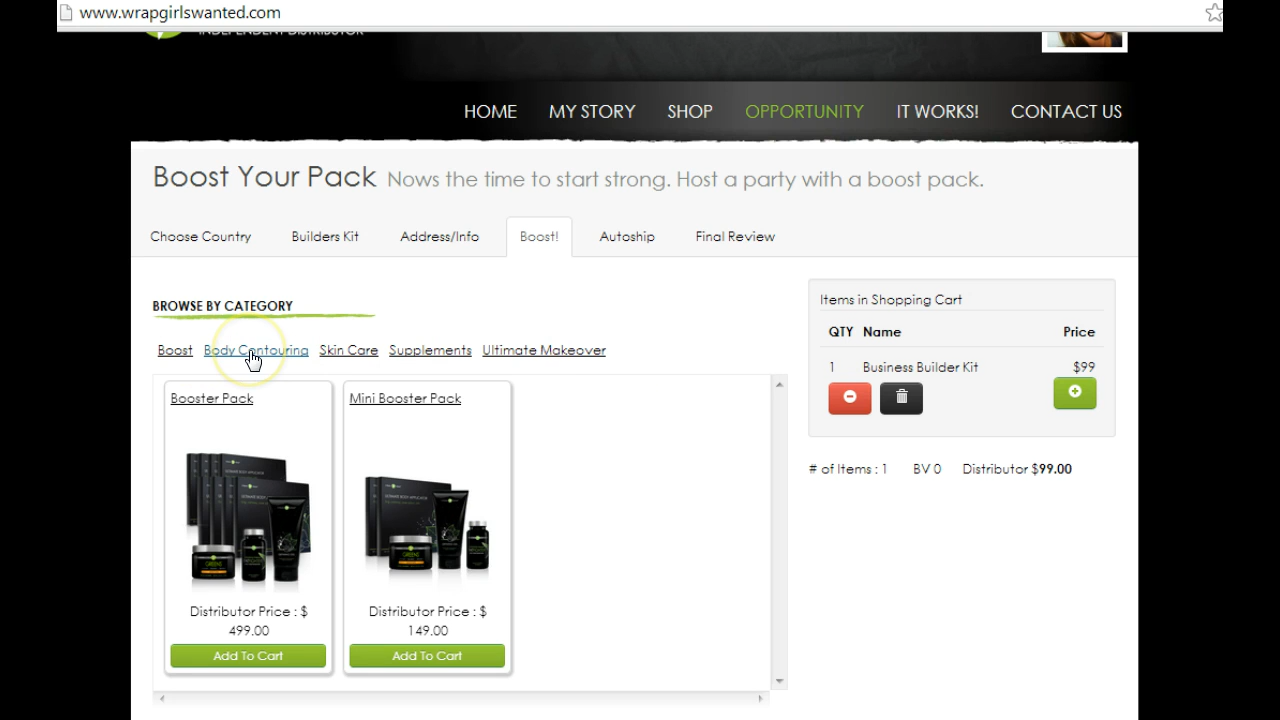 www.wrapgirlswanted.com
INDEPENDENT DISTRIBUTOR
HOME MY STORY SHOP OPPORTUNITY IT WORKS! CONTACT US
Boost Your Pack Nows the time to start strong. Host a party with a boost pack.
Choose Country Builders Kit Address/Info Boost! Autoship Final Review
BROWSE BY CATEGORY
Boost Body Contouring Skin Care Supplements Ultimate Makeover
Booster Pack
GREENS
Distributor Price : $
499.00
Add To Cart
Mini Booster Pack
GREENS
Distributor Price : $
149.00
Add To Cart
Items in Shopping Cart
QTY Name Price
1 Business Builder Kit $99
# of Items : 1 BV 0 Distributor $99.00